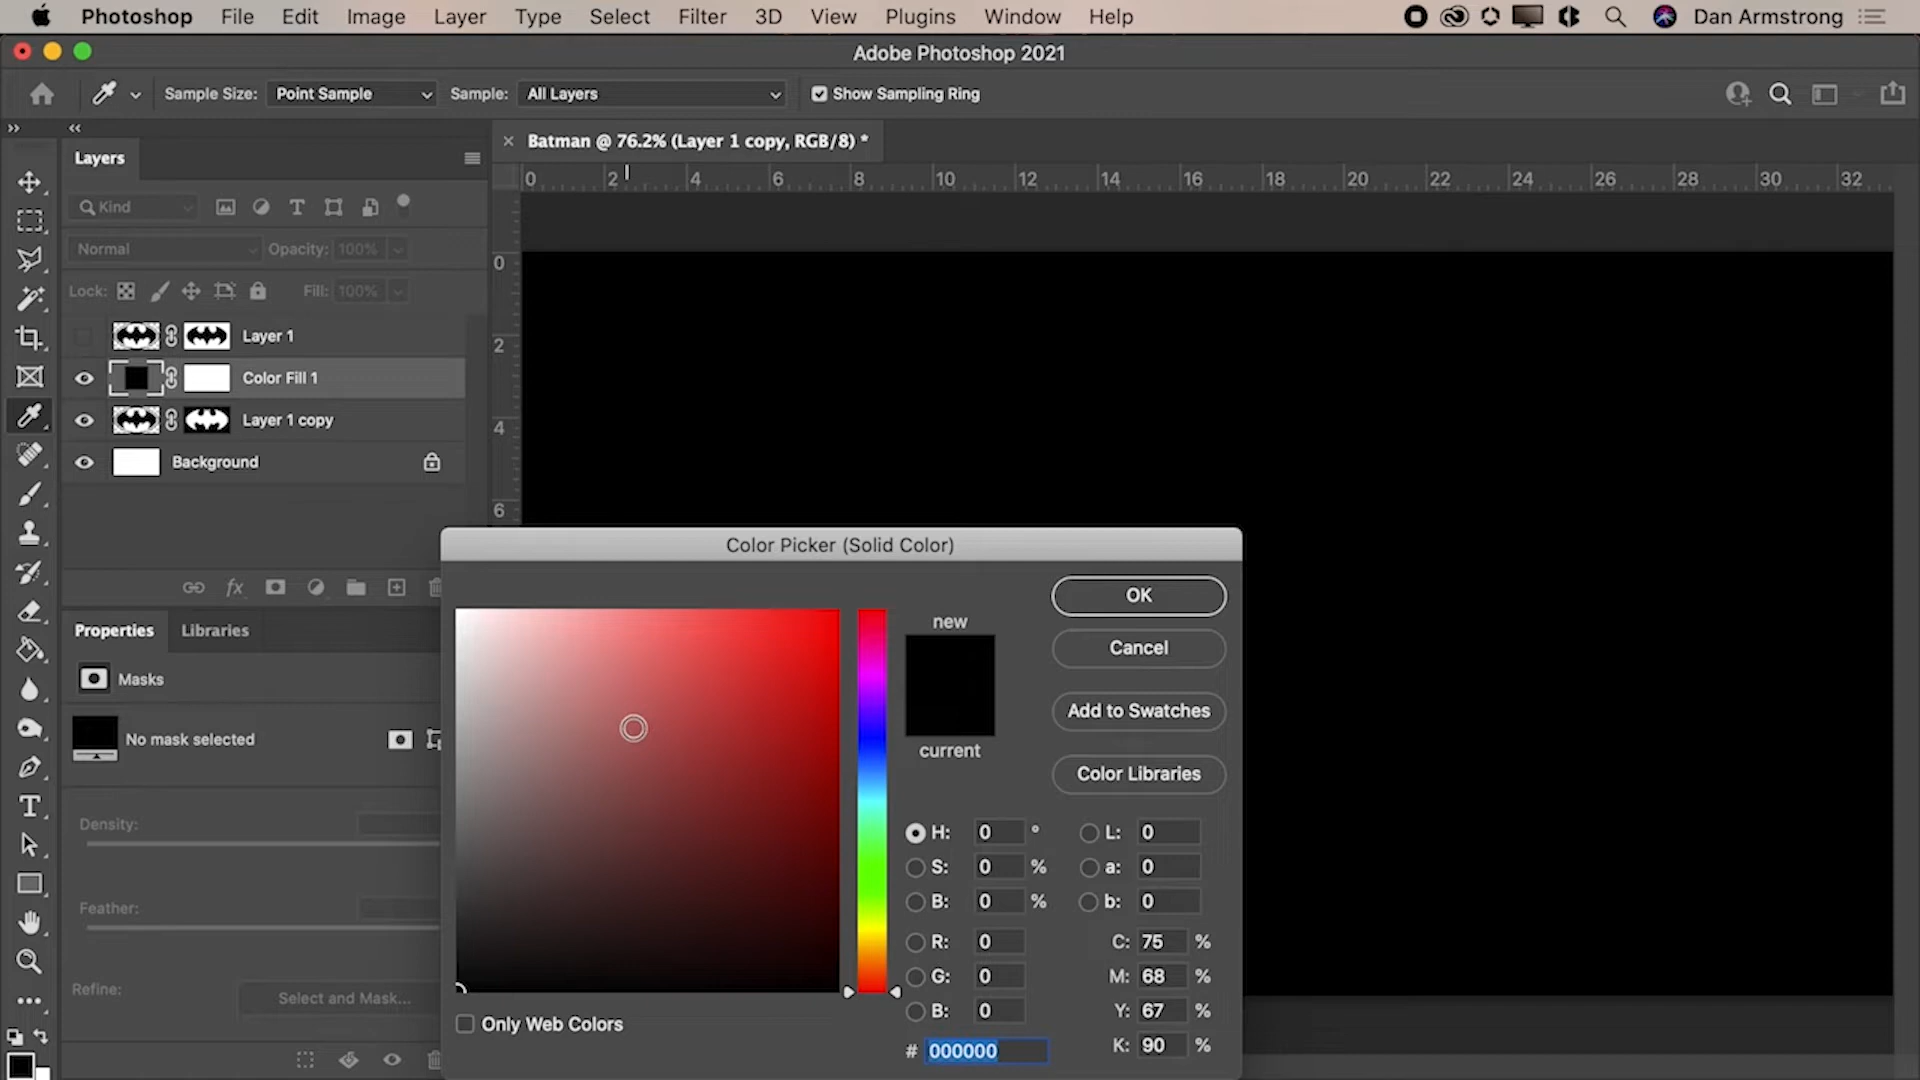 Photoshop File Edit Image Layer Type Select Filter 3D View Plugins Window Help Dan Armstrong
Adobe Photoshop 2021
Sample Size: Point Sample Sample: All Layers Show Sampling Ring
Layers
Batman @ 76.2% (Layer 1 copy, RGB/8) *
0 2 4 6 8 10 12 14 16 18 20 22 24 26 28 30 32
Kind
Normal Opacity: 100%
Lock: Fill: 100%
Layer 1
Color Fill 1
Layer 1 copy
Background
0
2
4
6
fx
Properties Libraries
Masks
No mask selected
Density:
Feather:
Refine: Select and Mask...
Color Picker (Solid Color)
new
current
OK
Cancel
Add to Swatches
Color Libraries
H: 0 ° L: 0
S: 0 % a: 0
B: 0 % b: 0
R: 0 C: 75 %
G: 0 M: 68 %
B: 0 Y: 67 %
# 000000 K: 90 %
Only Web Colors